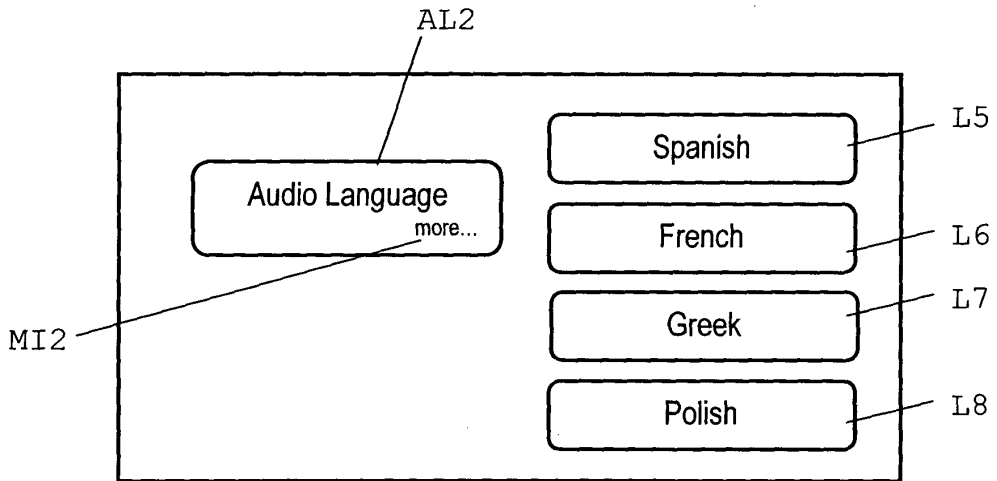 AL2
Spanish
L5
Audio Language
more...
French
L6
L7
Greek
MI2
Polish
L8